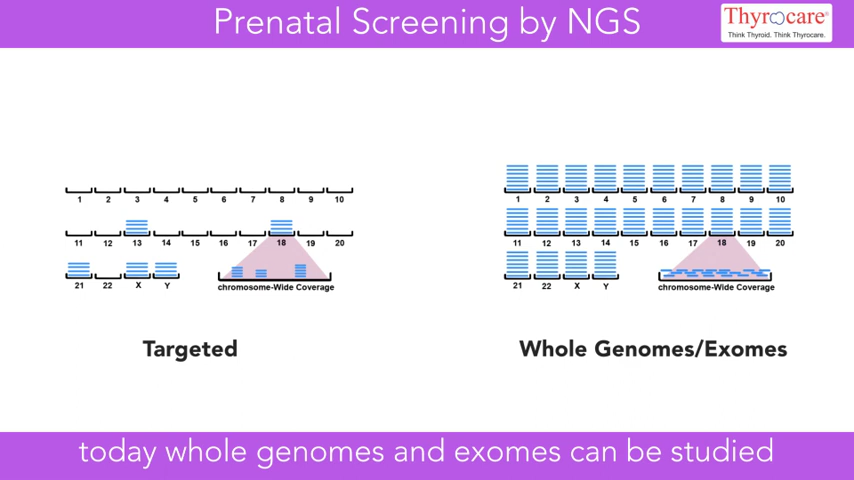 Prenatal Screening by NGS
Thyrocare®
Think Thyroid. Think Thyrocare.
1 2 3 4 5 6 7 8 9 10
11 12 13 14 15 16 17 18 19 20
21 22 X Y chromosome-Wide Coverage
Targeted
1 2 3 4 5 6 7 8 9 10
11 12 13 14 15 16 17 18 19 20
21 22 X Y chromosome-Wide Coverage
Whole Genomes/Exomes
today whole genomes and exomes can be studied